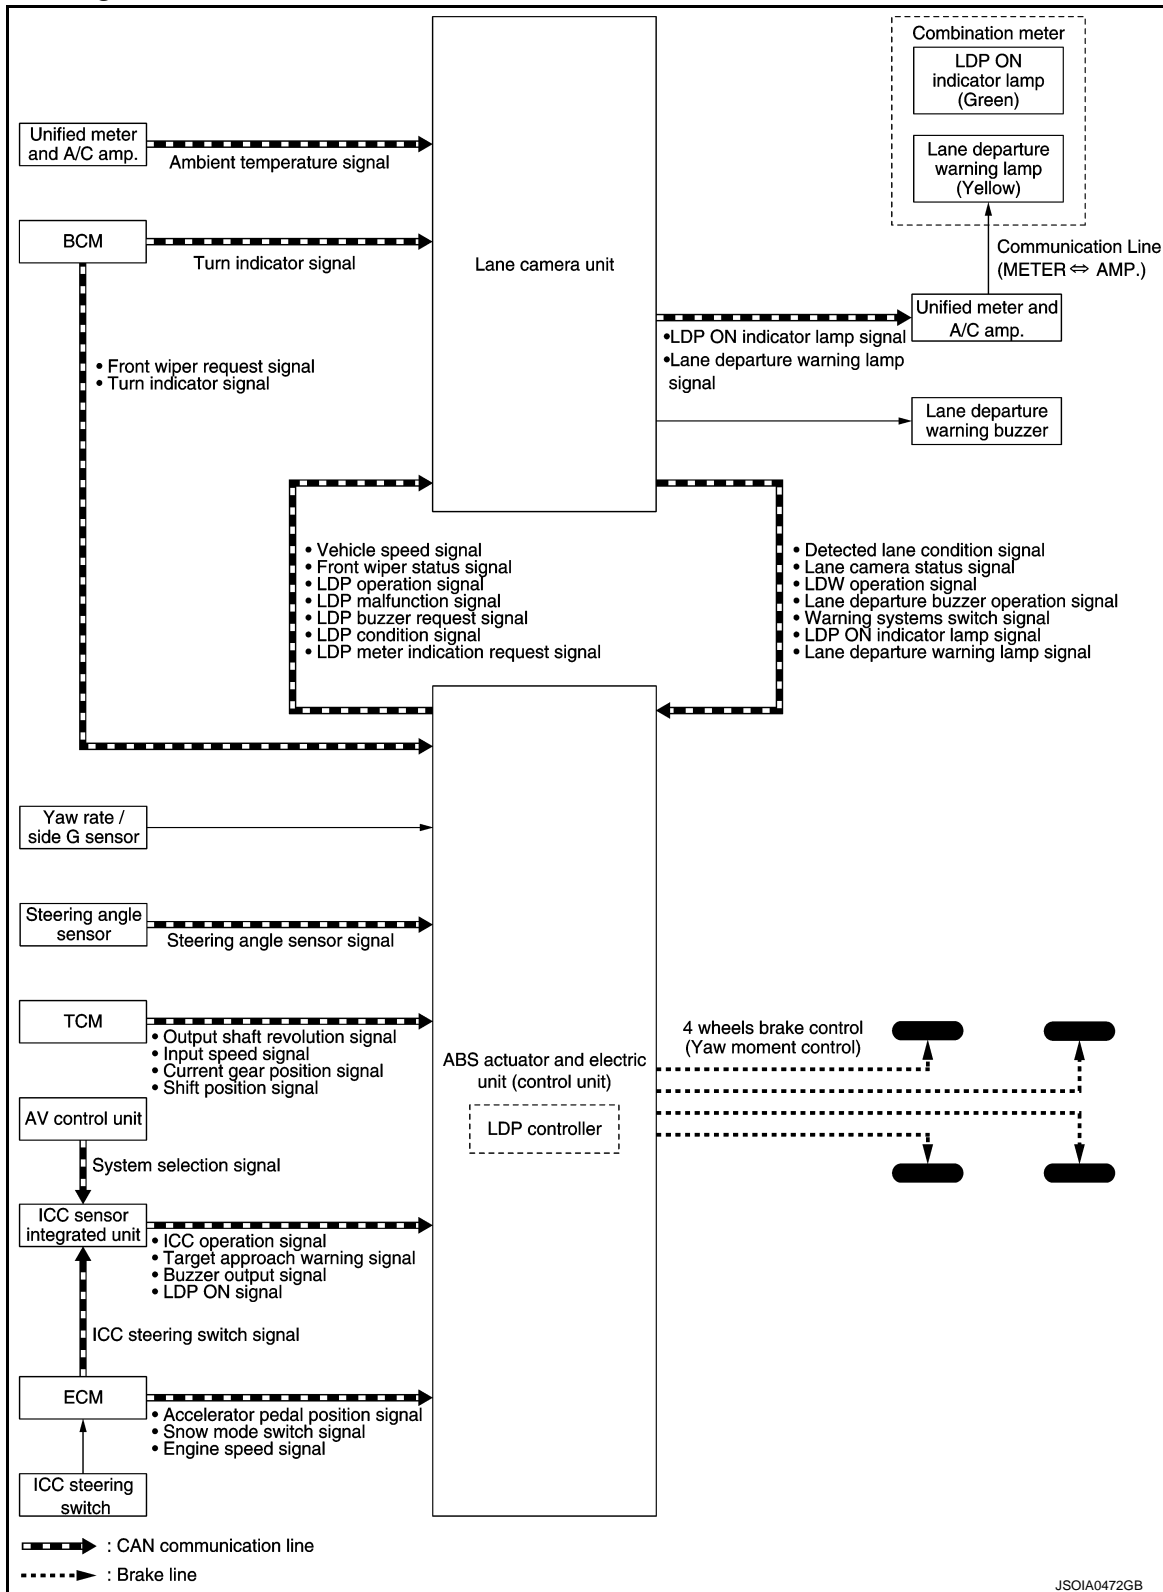 Combination meter
LDP ON
indicator lamp
(Green)
Unified meter
and A/C amp.
Ambient temperature signal
Lane departure
warning lamp
(Yellow)
BCM
Turn indicator signal
Lane camera unit
Communication Line
(METER ⇔ AMP.)
Unified meter and
A/C amp.
•LDP ON indicator lamp signal
•Lane departure warning lamp
signal
• Front wiper request signal
• Turn indicator signal
Lane departure
warning buzzer
• Vehicle speed signal
• Front wiper status signal
• LDP operation signal
• LDP malfunction signal
• LDP buzzer request signal
• LDP condition signal
• LDP meter indication request signal
• Detected lane condition signal
• Lane camera status signal
• LDW operation signal
• Lane departure buzzer operation signal
• Warning systems switch signal
• LDP ON indicator lamp signal
• Lane departure warning lamp signal
Yaw rate /
side G sensor
Steering angle
sensor
Steering angle sensor signal
TCM
• Output shaft revolution signal
• Input speed signal
• Current gear position signal
• Shift position signal
4 wheels brake control
(Yaw moment control)
ABS actuator and electric
unit (control unit)
LDP controller
AV control unit
System selection signal
ICC sensor
integrated unit
• ICC operation signal
• Target approach warning signal
• Buzzer output signal
• LDP ON signal
ICC steering switch signal
ECM
• Accelerator pedal position signal
• Snow mode switch signal
• Engine speed signal
ICC steering
switch
: CAN communication line
: Brake line
JSOIA0472GB